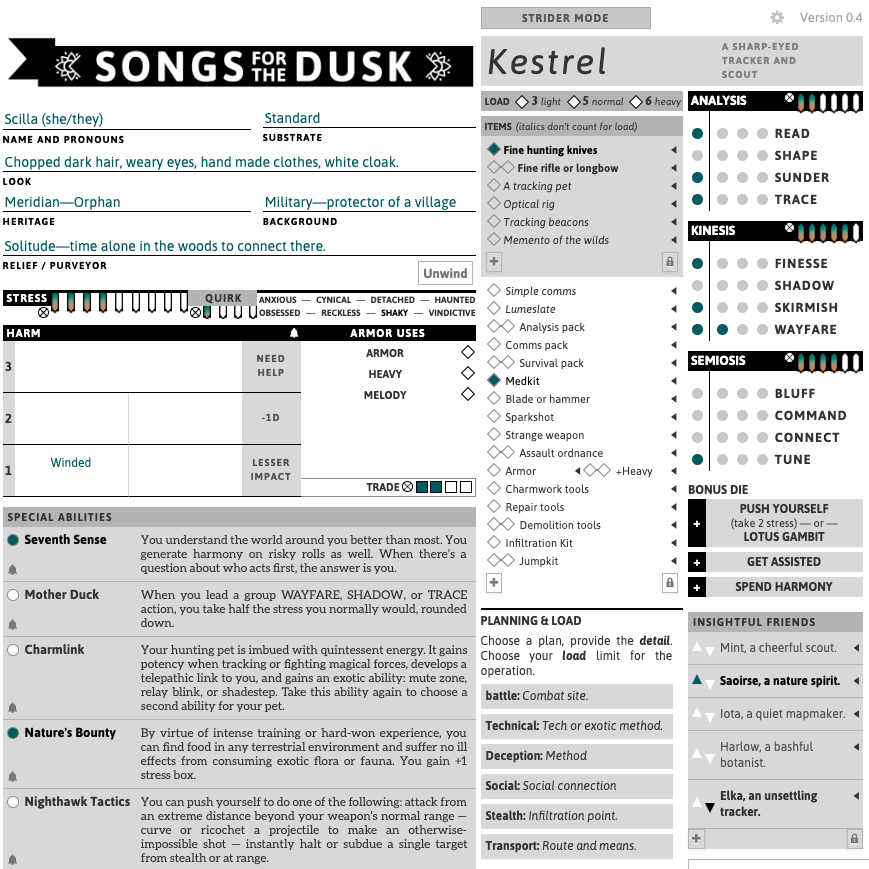 STRIDER MODE
Version 0.4
SONGS FOR THE DUSK
Kestrel
A SHARP-EYED
TRACKER AND
SCOUT
Scilla (she/they)
Standard
NAME AND PRONOUNS
SUBSTRATE
Chopped dark hair, weary eyes, hand made clothes, white cloak.
LOOK
Meridian—Orphan
Military—protector of a village
HERITAGE
BACKGROUND
Solitude—time alone in the woods to connect there.
RELIEF / PURVEYOR
Unwind
STRESS
QUIRK
ANXIOUS — CYNICAL — DETACHED — HAUNTED
OBSESSED — RECKLESS — SHAKY — VINDICTIVE
HARM
ARMOR USES
3
NEED
HELP
2
-1D
1
Winded
LESSER
IMPACT
ARMOR
HEAVY
MELODY
TRADE
SPECIAL ABILITIES
Seventh Sense
You understand the world around you better than most. You
generate harmony on risky rolls as well. When there's a
question about who acts first, the answer is you.
Mother Duck
When you lead a group WAYFARE, SHADOW, or TRACE
action, you take half the stress you normally would, rounded
down.
Charmlink
Your hunting pet is imbued with quintessent energy. It gains
potency when tracking or fighting magical forces, develops a
telepathic link to you, and gains an exotic ability: mute zone,
relay blink, or shadestep. Take this ability again to choose a
second ability for your pet.
Nature's Bounty
By virtue of intense training or hard-won experience, you
can find food in any terrestrial environment and suffer no ill
effects from consuming exotic flora or fauna. You gain +1
stress box.
Nighthawk Tactics
You can push yourself to do one of the following: attack from
an extreme distance beyond your weapon's normal range —
curve or ricochet a projectile to make an otherwise-
impossible shot — instantly halt or subdue a single target
from stealth or at range.
LOAD 3 light 5 normal 6 heavy
ITEMS (italics don't count for load)
Fine hunting knives
Fine rifle or longbow
A tracking pet
Optical rig
Tracking beacons
Memento of the wilds
+
Simple comms
Lumeslate
Analysis pack
Comms pack
Survival pack
Medkit
Blade or hammer
Sparkshot
Strange weapon
Assault ordnance
Armor
+Heavy
Charmwork tools
Repair tools
Demolition tools
Infiltration Kit
Jumpkit
+
PLANNING & LOAD
Choose a plan, provide the detail.
Choose your load limit for the
operation.
battle: Combat site.
Technical: Tech or exotic method.
Deception: Method
Social: Social connection
Stealth: Infiltration point.
Transport: Route and means.
ANALYSIS
READ
SHAPE
SUNDER
TRACE
KINESIS
FINESSE
SHADOW
SKIRMISH
WAYFARE
SEMIOSIS
BLUFF
COMMAND
CONNECT
TUNE
BONUS DIE
+
PUSH YOURSELF
(take 2 stress) — or —
LOTUS GAMBIT
+
GET ASSISTED
+
SPEND HARMONY
INSIGHTFUL FRIENDS
Mint, a cheerful scout.
Saoirse, a nature spirit.
Iota, a quiet mapmaker.
Harlow, a bashful
botanist.
Elka, an unsettling
tracker.
+